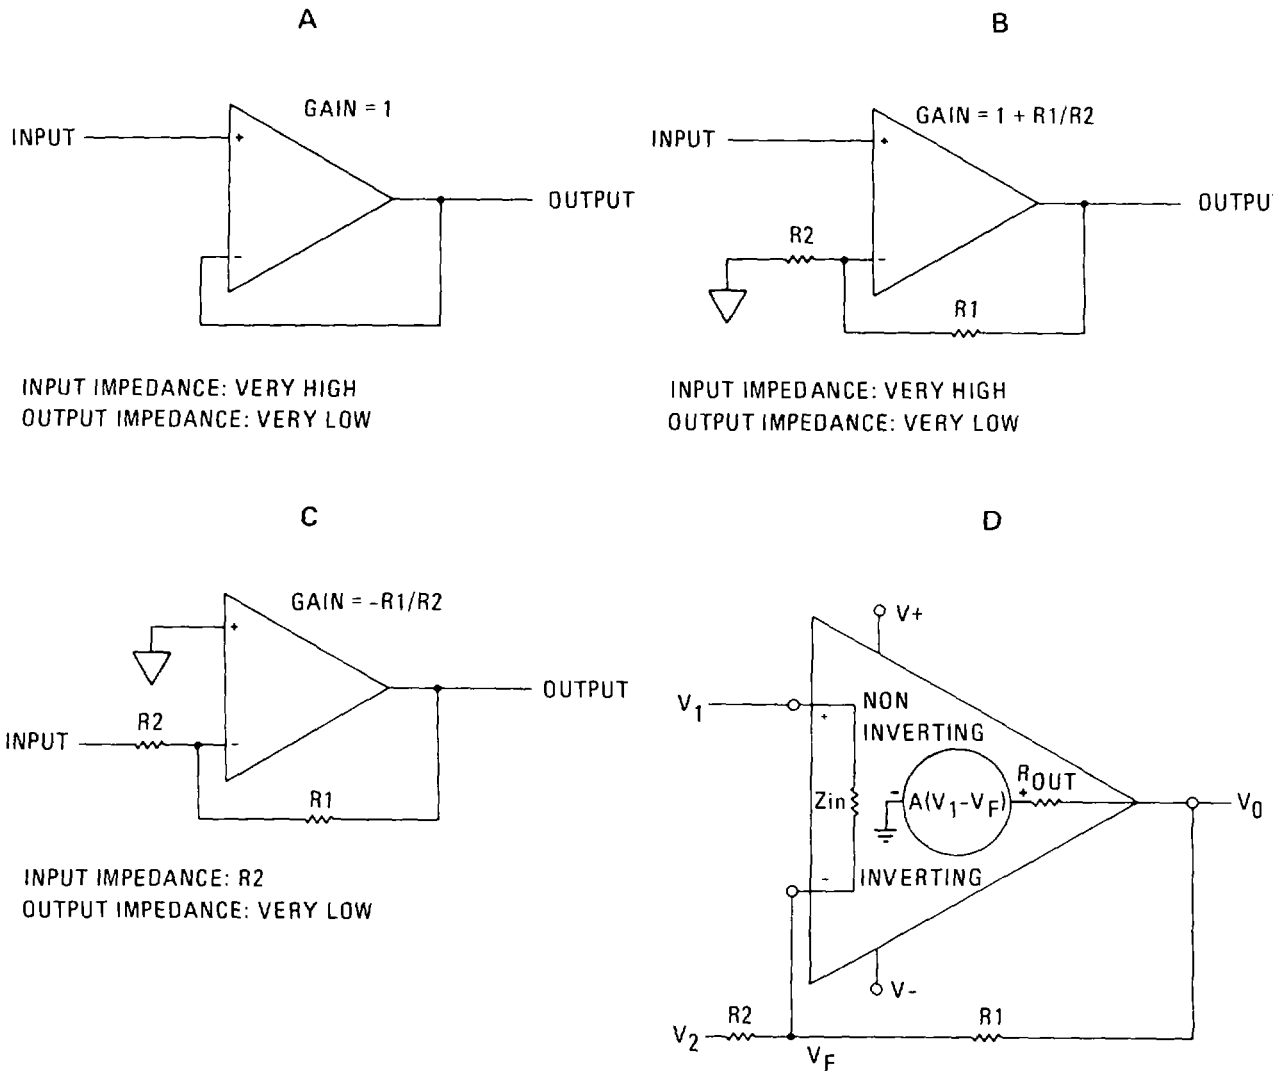 A
GAIN = 1
INPUT
+
-
OUTPUT
INPUT IMPEDANCE: VERY HIGH
OUTPUT IMPEDANCE: VERY LOW
B
GAIN = 1 + R1/R2
INPUT
+
-
R2
R1
OUTPU
INPUT IMPEDANCE: VERY HIGH
OUTPUT IMPEDANCE: VERY LOW
C
GAIN = -R1/R2
+
R2
INPUT
-
R1
OUTPUT
INPUT IMPEDANCE: R2
OUTPUT IMPEDANCE: VERY LOW
D
V+
V1
+
NON
INVERTING
Zin
-
A(V1-VF)
+
ROUT
V0
-
INVERTING
V-
V2
R2
VF
R1